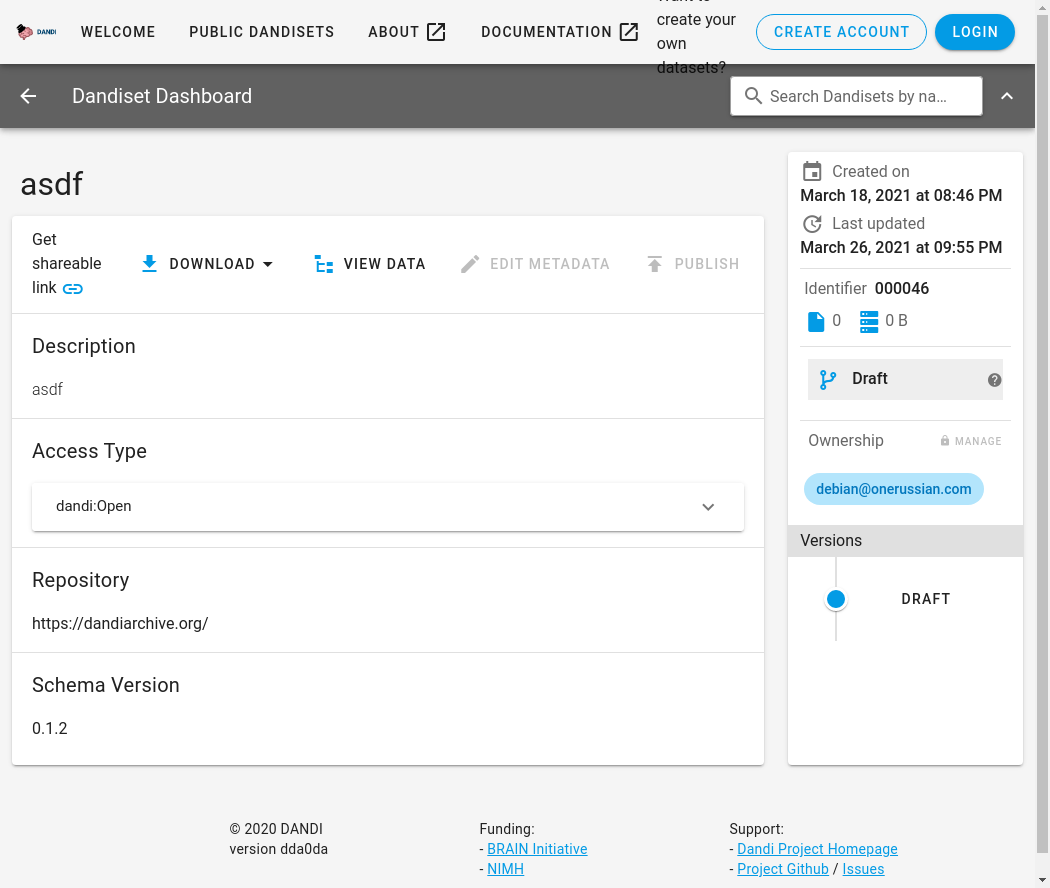 DANDI
WELCOME
PUBLIC DANDISETS
ABOUT
DOCUMENTATION
create your
own
datasets?
CREATE ACCOUNT
LOGIN
Dandiset Dashboard
Search Dandisets by na…
asdf
Get
shareable
link
DOWNLOAD
VIEW DATA
EDIT METADATA
PUBLISH
Description
asdf
Access Type
dandi:Open
Repository
https://dandiarchive.org/
Schema Version
0.1.2
Created on
March 18, 2021 at 08:46 PM
Last updated
March 26, 2021 at 09:55 PM
Identifier 000046
0
0 B
Draft
Ownership
MANAGE
debian@onerussian.com
Versions
DRAFT
© 2020 DANDI
version dda0da
Funding:
- BRAIN Initiative
- NIMH
Support:
- Dandi Project Homepage
- Project Github / Issues